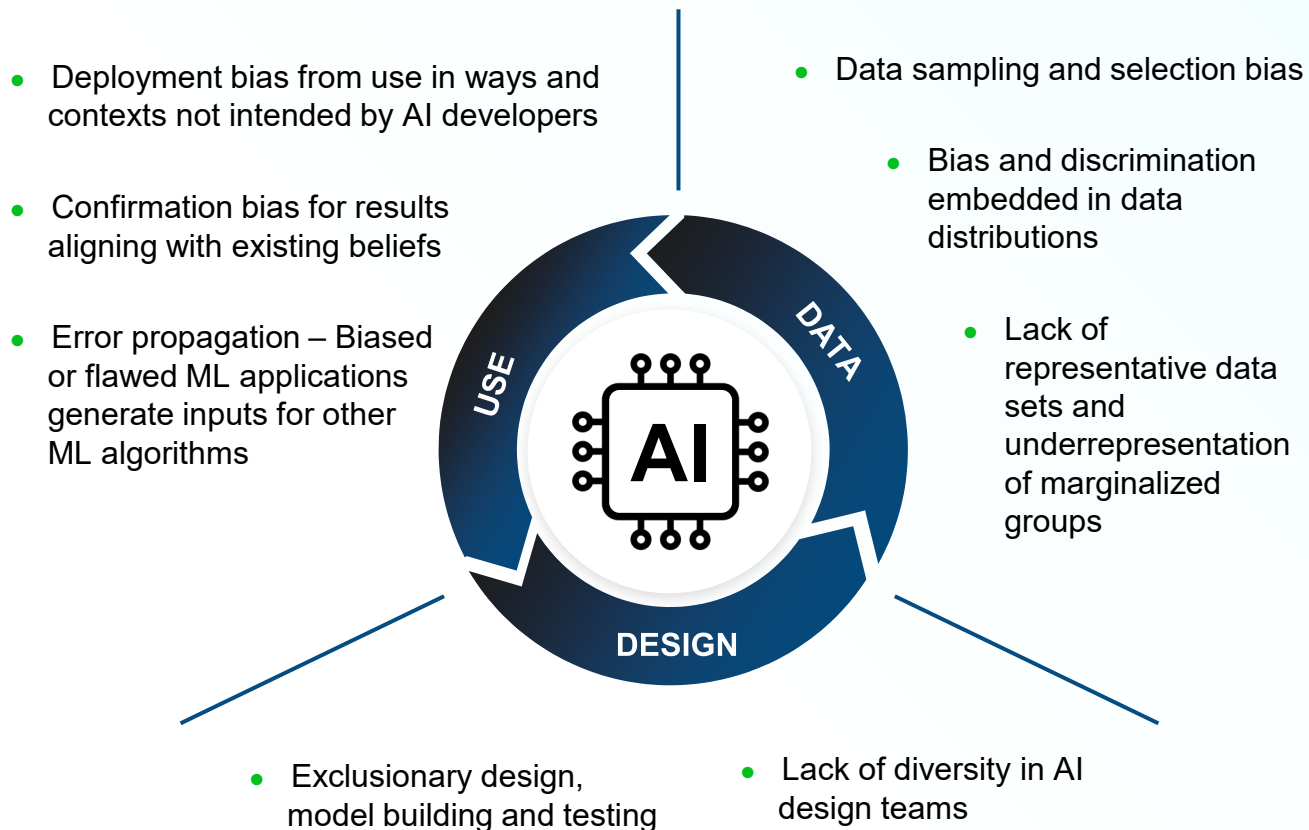 • Deployment bias from use in ways and
contexts not intended by AI developers
• Confirmation bias for results
aligning with existing beliefs
• Error propagation – Biased
or flawed ML applications
generate inputs for other
ML algorithms
• Data sampling and selection bias
• Bias and discrimination
embedded in data
distributions
• Lack of
representative data
sets and
underrepresentation
of marginalized
groups
USE
DATA
AI
DESIGN
• Exclusionary design,
model building and testing
• Lack of diversity in AI
design teams